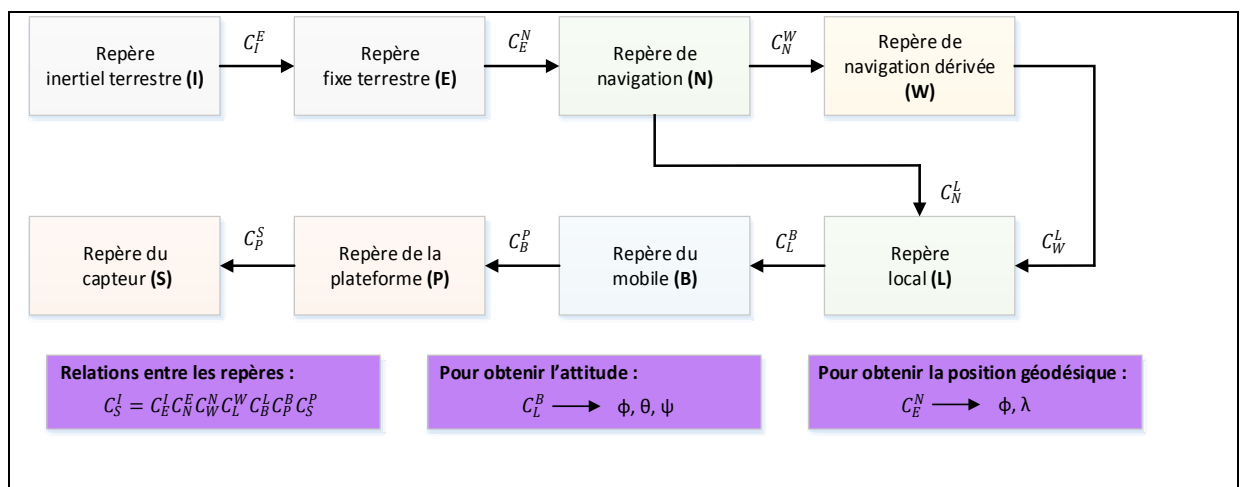 Repère
inertiel terrestre (I)
C_I^E
Repère
fixe terrestre (E)
C_E^N
Repère de
navigation (N)
C_N^W
Repère de
navigation dérivée
(W)
C_N^L
C_W^L
Repère du
capteur (S)
C_P^S
Repère de la
plateforme (P)
C_B^P
Repère du
mobile (B)
C_L^B
Repère
local (L)
Relations entre les repères :
C_S^I = C_E^I C_N^E C_W^N C_L^W C_B^L C_P^B C_S^P
Pour obtenir l’attitude :
C_L^B → ϕ, θ, ψ
Pour obtenir la position géodésique :
C_E^N → ϕ, λ